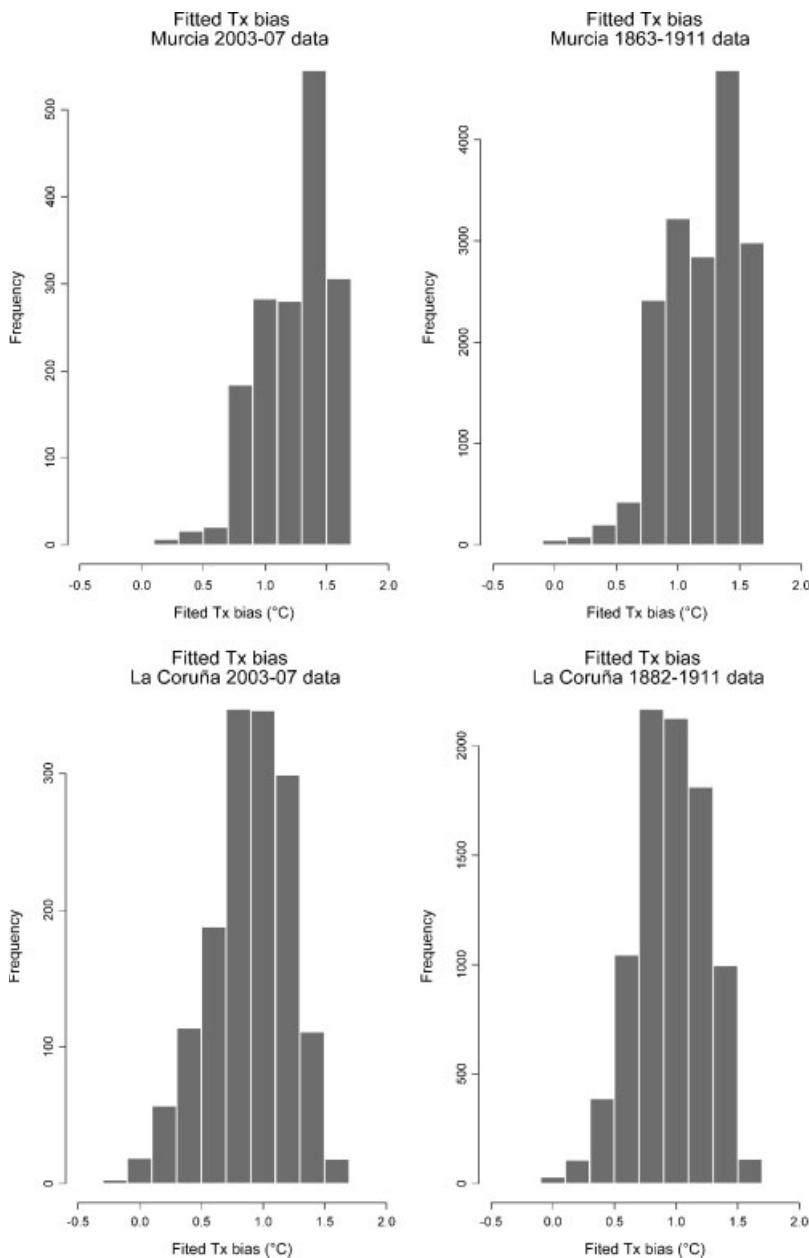 Fitted Tx bias
Murcia 2003-07 data
Frequency
0
100
200
300
400
500
-0.5
0.0
0.5
1.0
1.5
2.0
Fited Tx bias (°C)
Fitted Tx bias
Murcia 1863-1911 data
Frequency
0
1000
2000
3000
4000
-0.5
0.0
0.5
1.0
1.5
2.0
Fited Tx bias (°C)
Fitted Tx bias
La Coruña 2003-07 data
Frequency
0
100
200
300
-0.5
0.0
0.5
1.0
1.5
2.0
Fited Tx bias (°C)
Fitted Tx bias
La Coruña 1882-1911 data
Frequency
0
500
1000
1500
2000
-0.5
0.0
0.5
1.0
1.5
2.0
Fited Tx bias (°C)